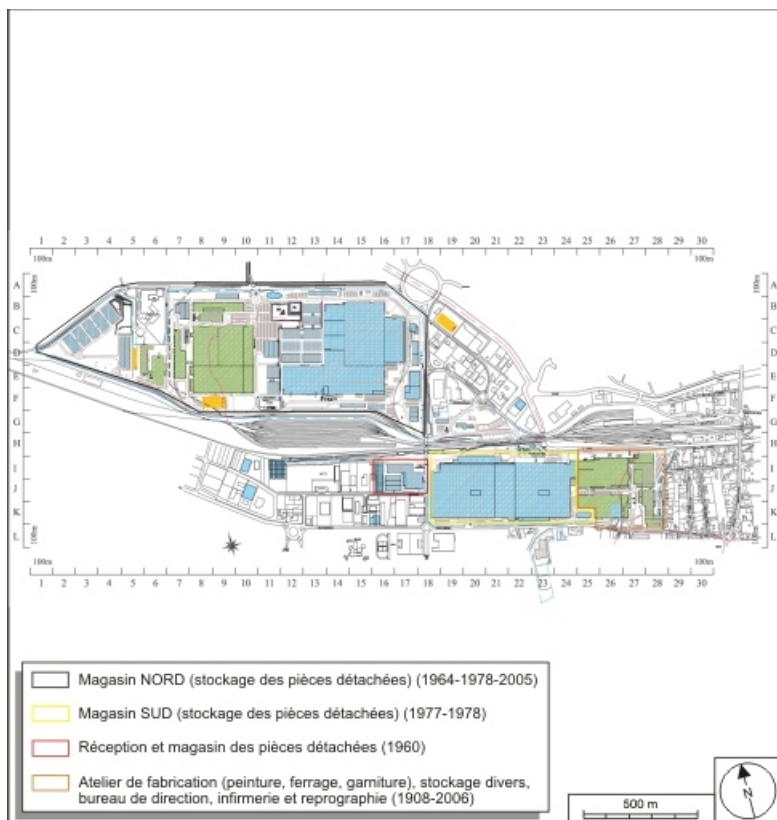 1 2 3 4 5 6 7 8 9 10 11 12 13 14 15 16 17 18 19 20 21 22 23 24 25 26 27 28 29 30
100m 100m
100m 100m
A A
B B
C C
D D
E E
F F
G G
H H
I I
J J
K K
L L
100m 100m
100m 100m
1 2 3 4 5 6 7 8 9 10 11 12 13 14 15 16 17 18 19 20 21 22 23 24 25 26 27 28 29 30
Magasin NORD (stockage des pièces détachées) (1964-1978-2005)
Magasin SUD (stockage des pièces détachées) (1977-1978)
Réception et magasin des pièces détachées (1960)
Atelier de fabrication (peinture, ferrage, garniture), stockage divers,
bureau de direction, infirmerie et reprographie (1908-2006)
500 m
N